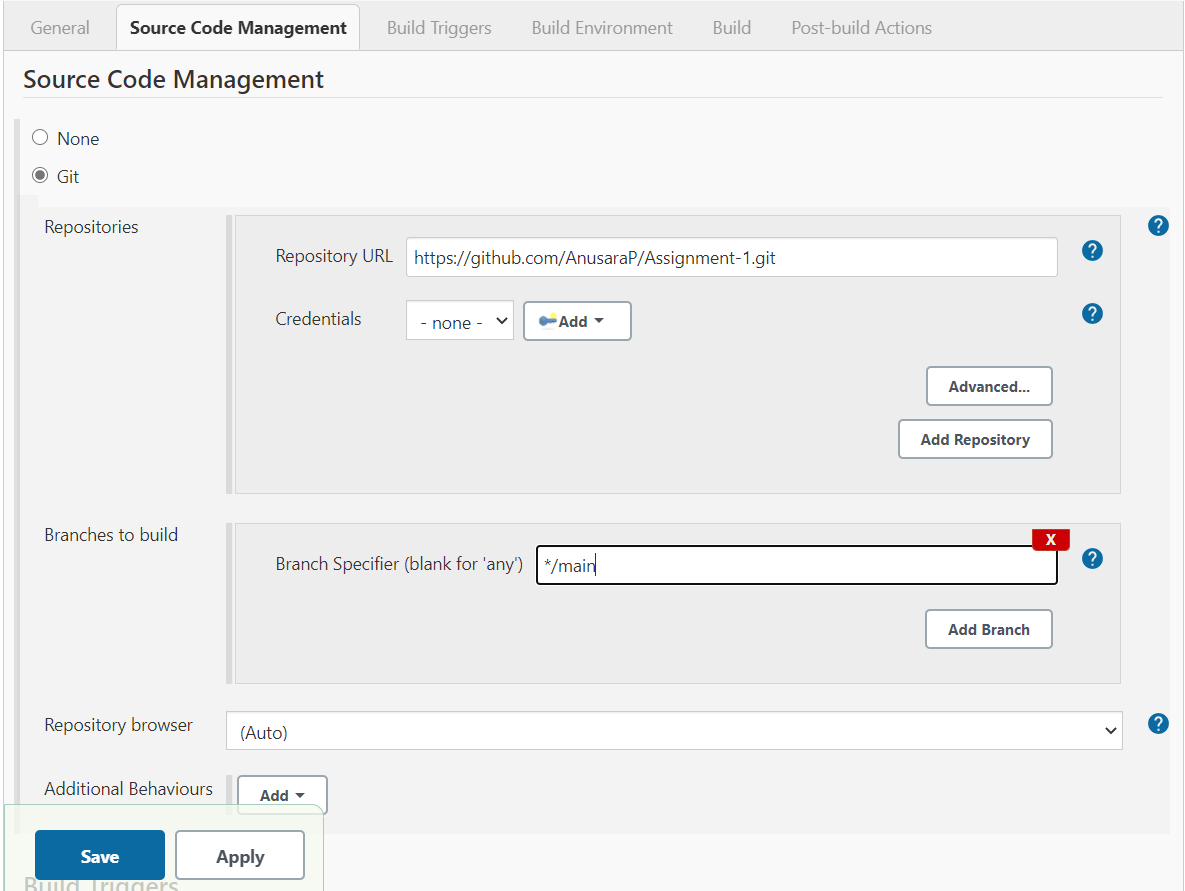 General Source Code Management Build Triggers Build Environment Build Post-build Actions
Source Code Management
None
Git
Repositories
?
Repository URL https://github.com/AnusaraP/Assignment-1.git ?
Credentials - none - Add ?
Advanced...
Add Repository
Branches to build
X
Branch Specifier (blank for 'any') */main ?
Add Branch
Repository browser (Auto) ?
Additional Behaviours Add
Save Apply
Build Triggers